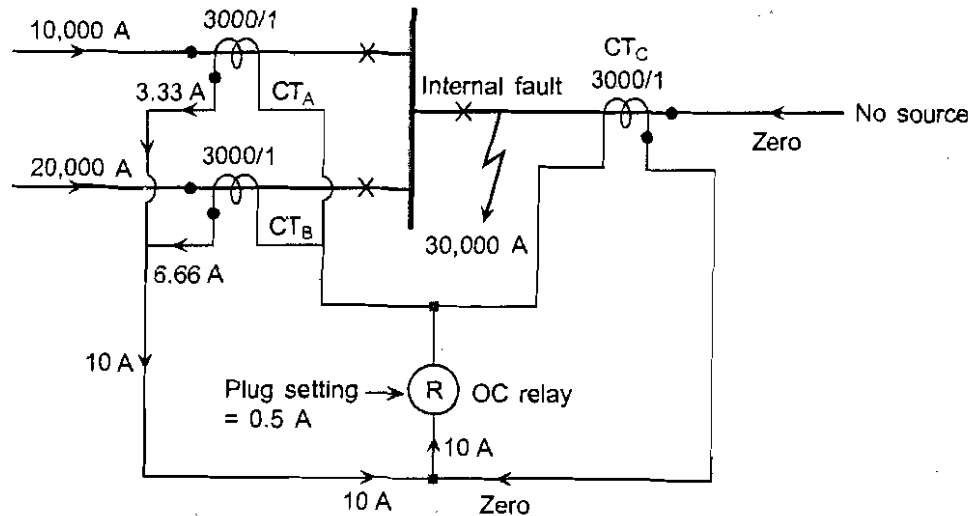 10,000 A
3000/1
3.33 A
CT_A
20,000 A
3000/1
CT_B
6.66 A
Internal fault
CT_C
3000/1
No source
Zero
30,000 A
10 A
Plug setting
= 0.5 A
R
OC relay
10 A
10 A
Zero